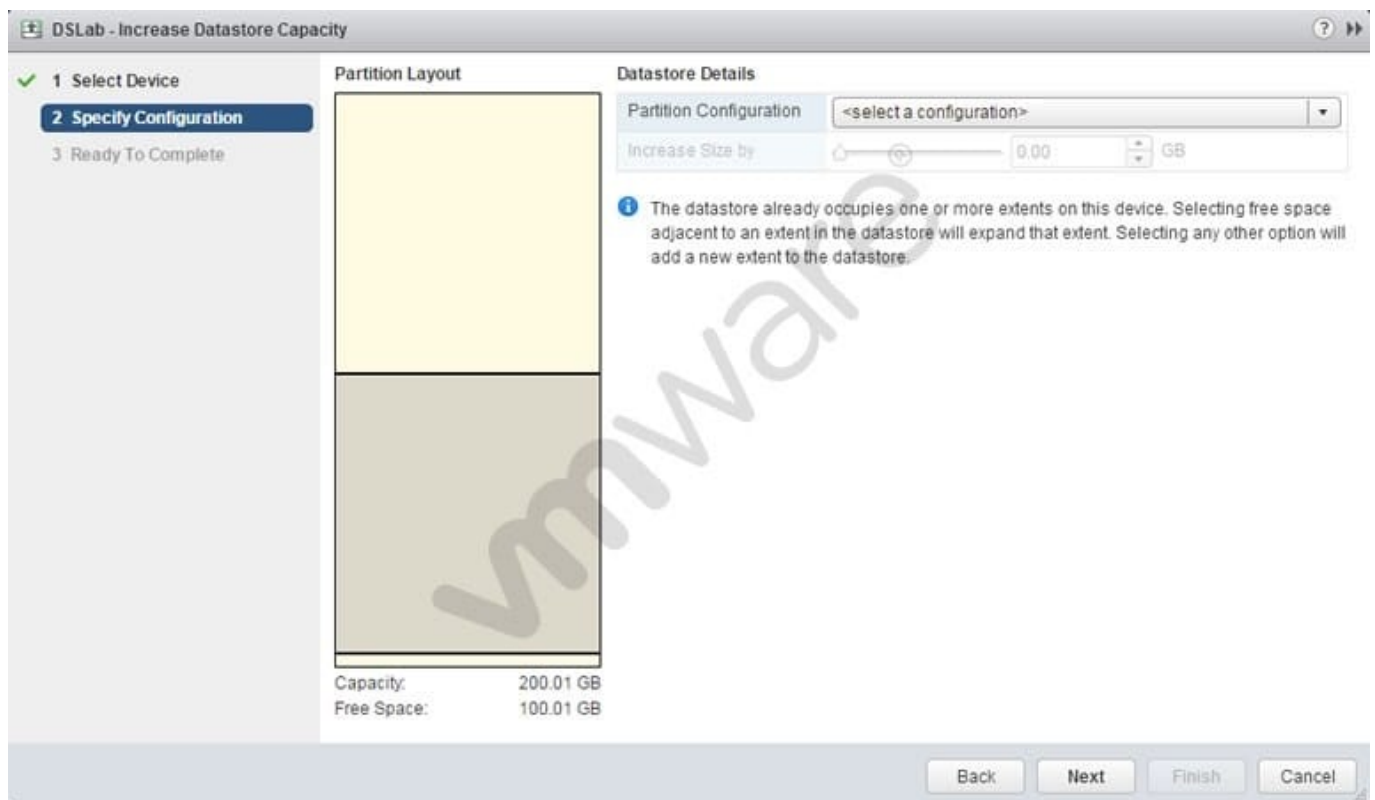 DSLab - Increase Datastore Capacity
?
1 Select Device
2 Specify Configuration
3 Ready To Complete
Partition Layout
Capacity: 200.01 GB
Free Space: 100.01 GB
Datastore Details
Partition Configuration <select a configuration>
Increase Size by 0.00 GB
The datastore already occupies one or more extents on this device. Selecting free space
adjacent to an extent in the datastore will expand that extent. Selecting any other option will
add a new extent to the datastore.
vmware
Back Next Finish Cancel